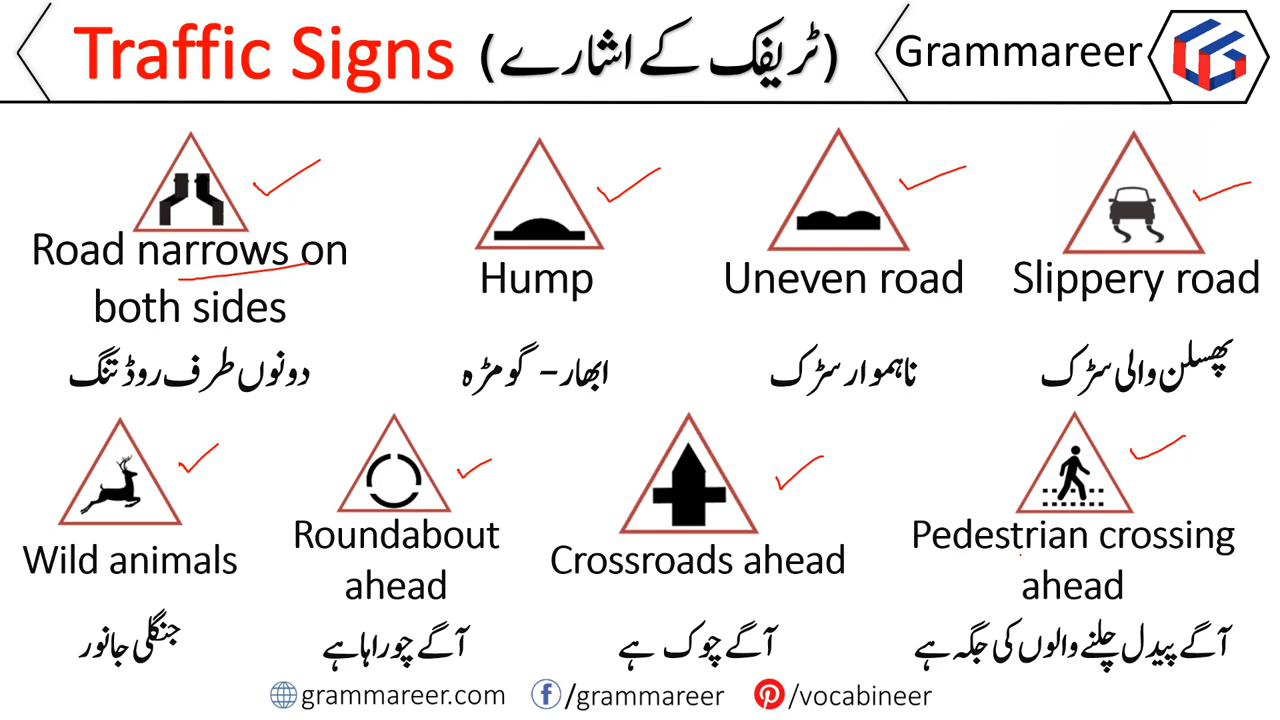 Traffic Signs (ٹریفک کے اشارے)
Grammareer
Road narrows on
both sides
دونوں طرف روڈ تنگ
Hump
ابھار - گومڑہ
Uneven road
ناہموار سڑک
Slippery road
پھسلن والی سڑک
Wild animals
جنگلی جانور
Roundabout
ahead
آگے چوراہا ہے
Crossroads ahead
آگے چوک ہے
Pedestrian crossing
ahead
آگے پیدل چلنے والوں کی جگہ ہے
grammareer.com /grammareer /vocabineer